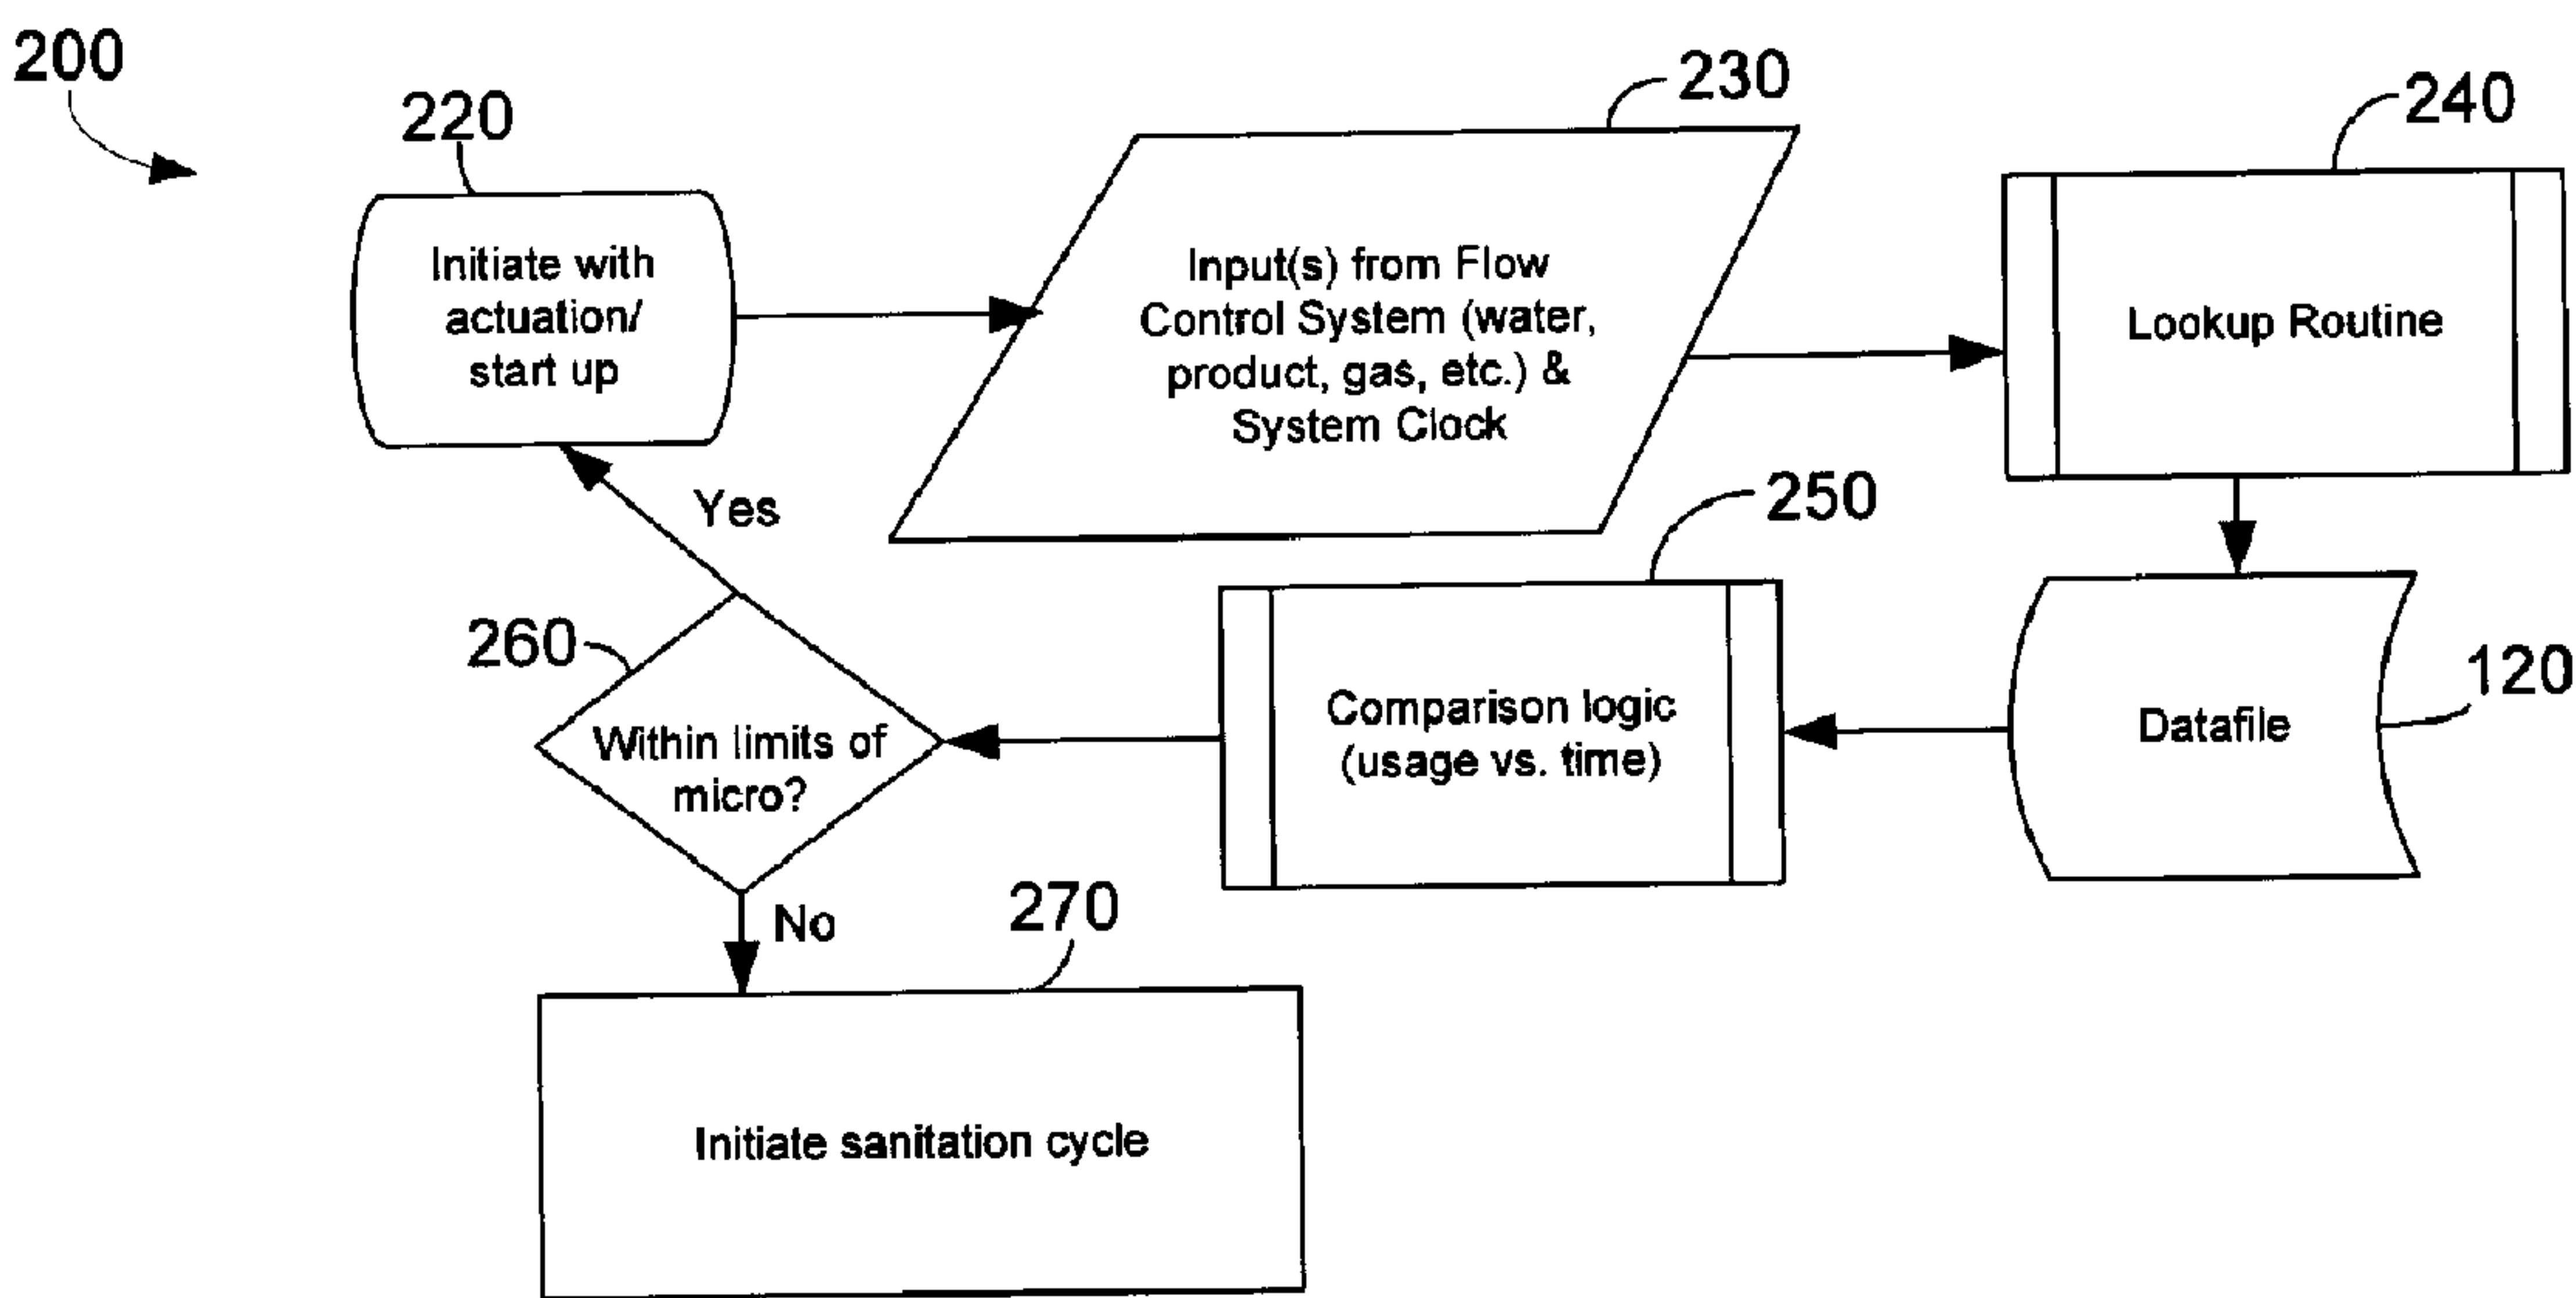 200
220
Initiate with
actuation/
start up
230
Input(s) from Flow
Control System (water,
product, gas, etc.) &
System Clock
240
Lookup Routine
Yes
250
Comparison logic
(usage vs. time)
120
Datafile
260
Within limits of
micro?
No
270
Initiate sanitation cycle